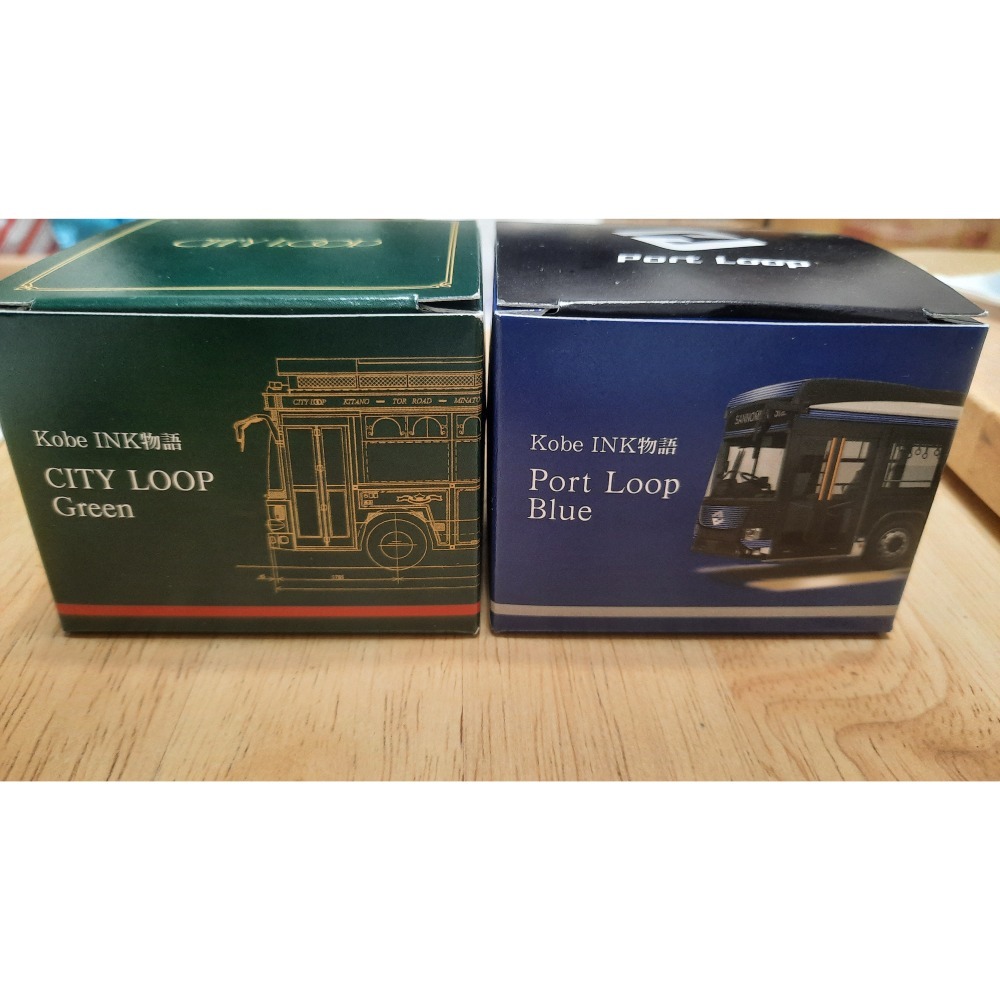 CITY LOOP
Kobe INK物語
CITY LOOP
Green
CITY LOOP KITANO — TOR ROAD — MINATO
Port Loop
Kobe INK物語
Port Loop
Blue